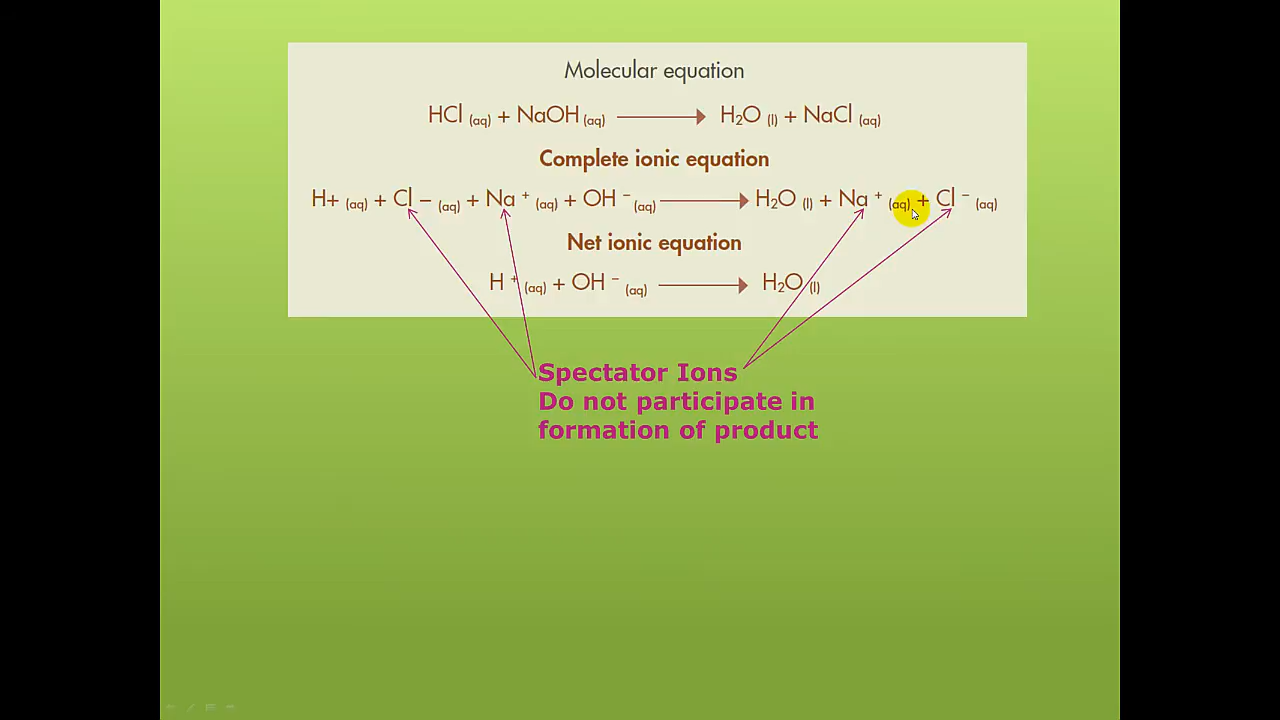 Molecular equation
HCl (aq) + NaOH (aq) ⟶ H₂O (l) + NaCl (aq)
Complete ionic equation
H+ (aq) + Cl − (aq) + Na ⁺ (aq) + OH ⁻ (aq) ⟶ H₂O (l) + Na ⁺ (aq) + Cl ⁻ (aq)
Net ionic equation
H ⁺ (aq) + OH ⁻ (aq) ⟶ H₂O (l)
Spectator Ions
Do not participate in
formation of product